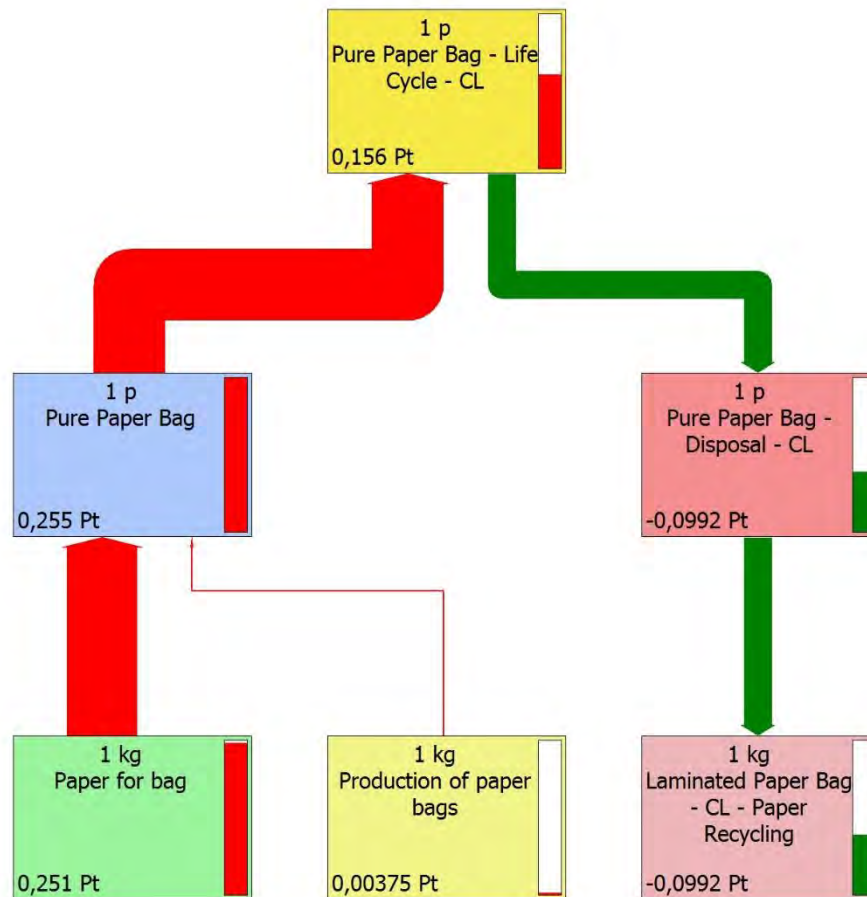 1 p
Pure Paper Bag - Life
Cycle - CL
0,156 Pt
1 p
Pure Paper Bag
0,255 Pt
1 p
Pure Paper Bag -
Disposal - CL
-0,0992 Pt
1 kg
Paper for bag
0,251 Pt
1 kg
Production of paper
bags
0,00375 Pt
1 kg
Laminated Paper Bag
- CL - Paper
Recycling
-0,0992 Pt